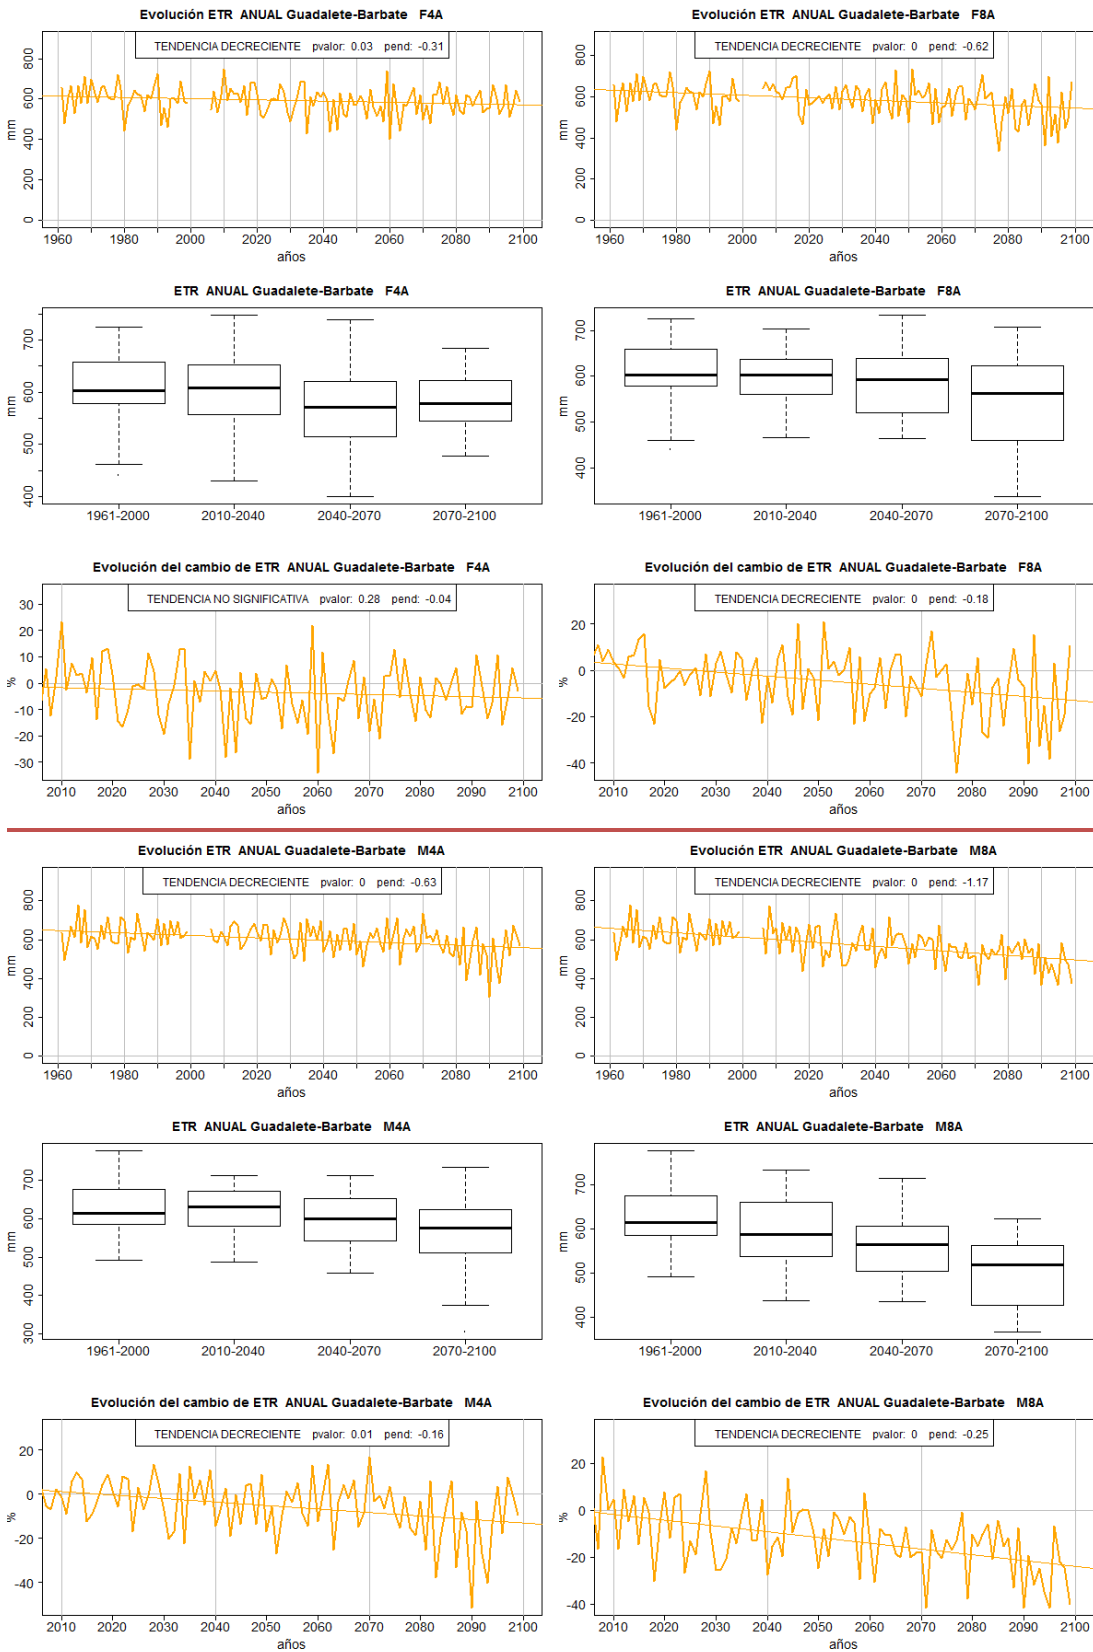 Evolución ETR ANUAL Guadalete-Barbate F4A
TENDENCIA DECRECIENTE pvalor: 0.03 pend: -0.31
mm
800
600
400
200
0
1960 1980 2000 2020 2040 2060 2080 2100
años
Evolución ETR ANUAL Guadalete-Barbate F8A
TENDENCIA DECRECIENTE pvalor: 0 pend: -0.62
mm
800
600
400
200
0
1960 1980 2000 2020 2040 2060 2080 2100
años
ETR ANUAL Guadalete-Barbate F4A
mm
700
600
500
400
1961-2000 2010-2040 2040-2070 2070-2100
ETR ANUAL Guadalete-Barbate F8A
mm
700
600
500
400
1961-2000 2010-2040 2040-2070 2070-2100
Evolución del cambio de ETR ANUAL Guadalete-Barbate F4A
TENDENCIA NO SIGNIFICATIVA pvalor: 0.28 pend: -0.04
%
30
20
10
0
-10
-20
-30
2010 2020 2030 2040 2050 2060 2070 2080 2090 2100
años
Evolución del cambio de ETR ANUAL Guadalete-Barbate F8A
TENDENCIA DECRECIENTE pvalor: 0 pend: -0.18
%
20
0
-20
-40
2010 2020 2030 2040 2050 2060 2070 2080 2090 2100
años
Evolución ETR ANUAL Guadalete-Barbate M4A
TENDENCIA DECRECIENTE pvalor: 0 pend: -0.63
mm
800
600
400
200
0
1960 1980 2000 2020 2040 2060 2080 2100
años
Evolución ETR ANUAL Guadalete-Barbate M8A
TENDENCIA DECRECIENTE pvalor: 0 pend: -1.17
mm
800
600
400
200
0
1960 1980 2000 2020 2040 2060 2080 2100
años
ETR ANUAL Guadalete-Barbate M4A
mm
700
600
500
400
300
1961-2000 2010-2040 2040-2070 2070-2100
ETR ANUAL Guadalete-Barbate M8A
mm
700
600
500
400
1961-2000 2010-2040 2040-2070 2070-2100
Evolución del cambio de ETR ANUAL Guadalete-Barbate M4A
TENDENCIA DECRECIENTE pvalor: 0.01 pend: -0.16
%
20
0
-20
-40
2010 2020 2030 2040 2050 2060 2070 2080 2090 2100
años
Evolución del cambio de ETR ANUAL Guadalete-Barbate M8A
TENDENCIA DECRECIENTE pvalor: 0 pend: -0.25
%
20
0
-20
-40
2010 2020 2030 2040 2050 2060 2070 2080 2090 2100
años